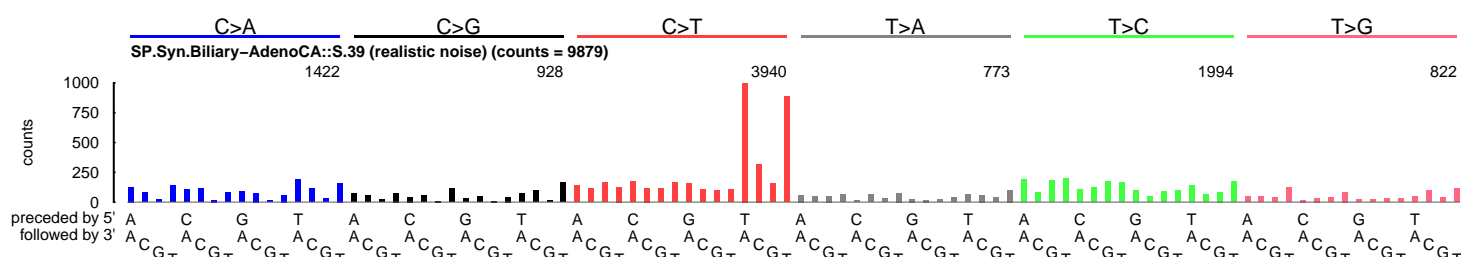 C>A C>G C>T T>A T>C T>G
SP.Syn.Biliary−AdenoCA::S.39 (realistic noise) (counts = 9879)
1422 928 3940 773 1994 822
1000
750
500
250
0
counts
preceded by 5' A C G T A C G T A C G T A C G T A C G T A C G T
followed by 3' A C G T A C G T A C G T A C G T A C G T A C G T A C G T A C G T A C G T A C G T A C G T A C G T A C G T A C G T A C G T A C G T A C G T A C G T A C G T A C G T A C G T A C G T A C G T A C G T